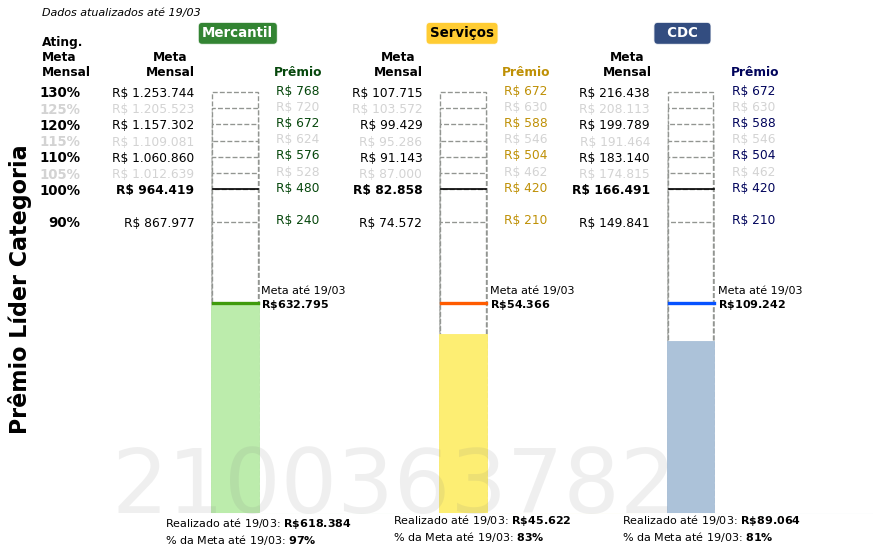 Dados atualizados até 19/03
Mercantil Serviços CDC
Ating.
Meta Meta Meta Meta
Mensal Mensal Prêmio Mensal Prêmio Mensal Prêmio
130% R$ 1.253.744 R$ 768 R$ 107.715 R$ 672 R$ 216.438 R$ 672
125% R$ 1.205.523 R$ 720 R$ 103.572 R$ 630 R$ 208.113 R$ 630
120% R$ 1.157.302 R$ 672 R$ 99.429 R$ 588 R$ 199.789 R$ 588
115% R$ 1.109.081 R$ 624 R$ 95.286 R$ 546 R$ 191.464 R$ 546
110% R$ 1.060.860 R$ 576 R$ 91.143 R$ 504 R$ 183.140 R$ 504
105% R$ 1.012.639 R$ 528 R$ 87.000 R$ 462 R$ 174.815 R$ 462
100% R$ 964.419 R$ 480 R$ 82.858 R$ 420 R$ 166.491 R$ 420
90% R$ 867.977 R$ 240 R$ 74.572 R$ 210 R$ 149.841 R$ 210
Prêmio Líder Categoria
Meta até 19/03 Meta até 19/03 Meta até 19/03
R$632.795 R$54.366 R$109.242
2100363782
Realizado até 19/03: R$618.384 Realizado até 19/03: R$45.622 Realizado até 19/03: R$89.064
% da Meta até 19/03: 97% % da Meta até 19/03: 83% % da Meta até 19/03: 81%